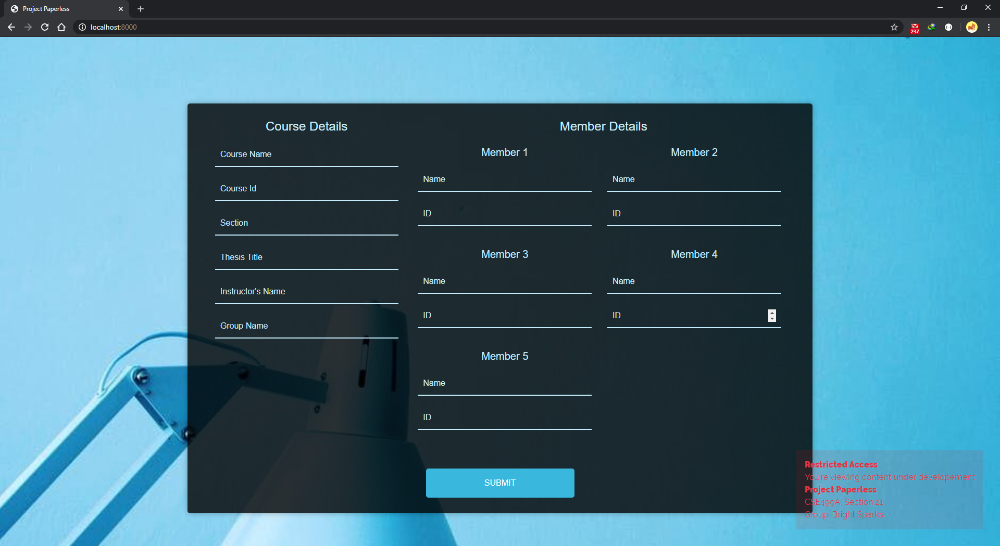 Project Paperless
localhost:8000
237
Course Details
Member Details
Course Name
Course Id
Section
Thesis Title
Instructor's Name
Group Name
Member 1
Name
ID
Member 2
Name
ID
Member 3
Name
ID
Member 4
Name
ID
Member 5
Name
ID
SUBMIT
Restricted Access
You're viewing content under developement
Project Paperless
CSE499A, Section 21
Group: Bright Sparks.